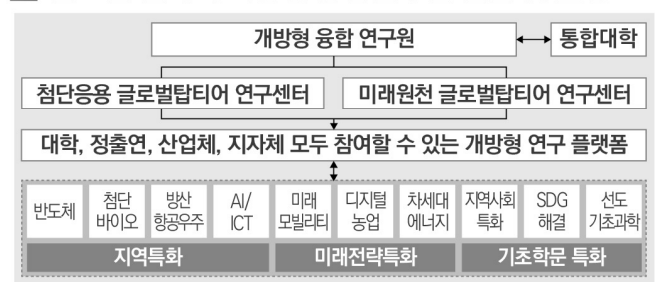 개방형 융합 연구원
통합대학
첨단응용 글로벌탑티어 연구센터
미래원천 글로벌탑티어 연구센터
대학, 정출연, 산업체, 지자체 모두 참여할 수 있는 개방형 연구 플랫폼
반도체
첨단
바이오
방산
항공우주
AI/
ICT
미래
모빌리티
디지털
농업
차세대
에너지
지역사회
특화
SDG
해결
선도
기초과학
지역특화
미래전략특화
기초학문 특화